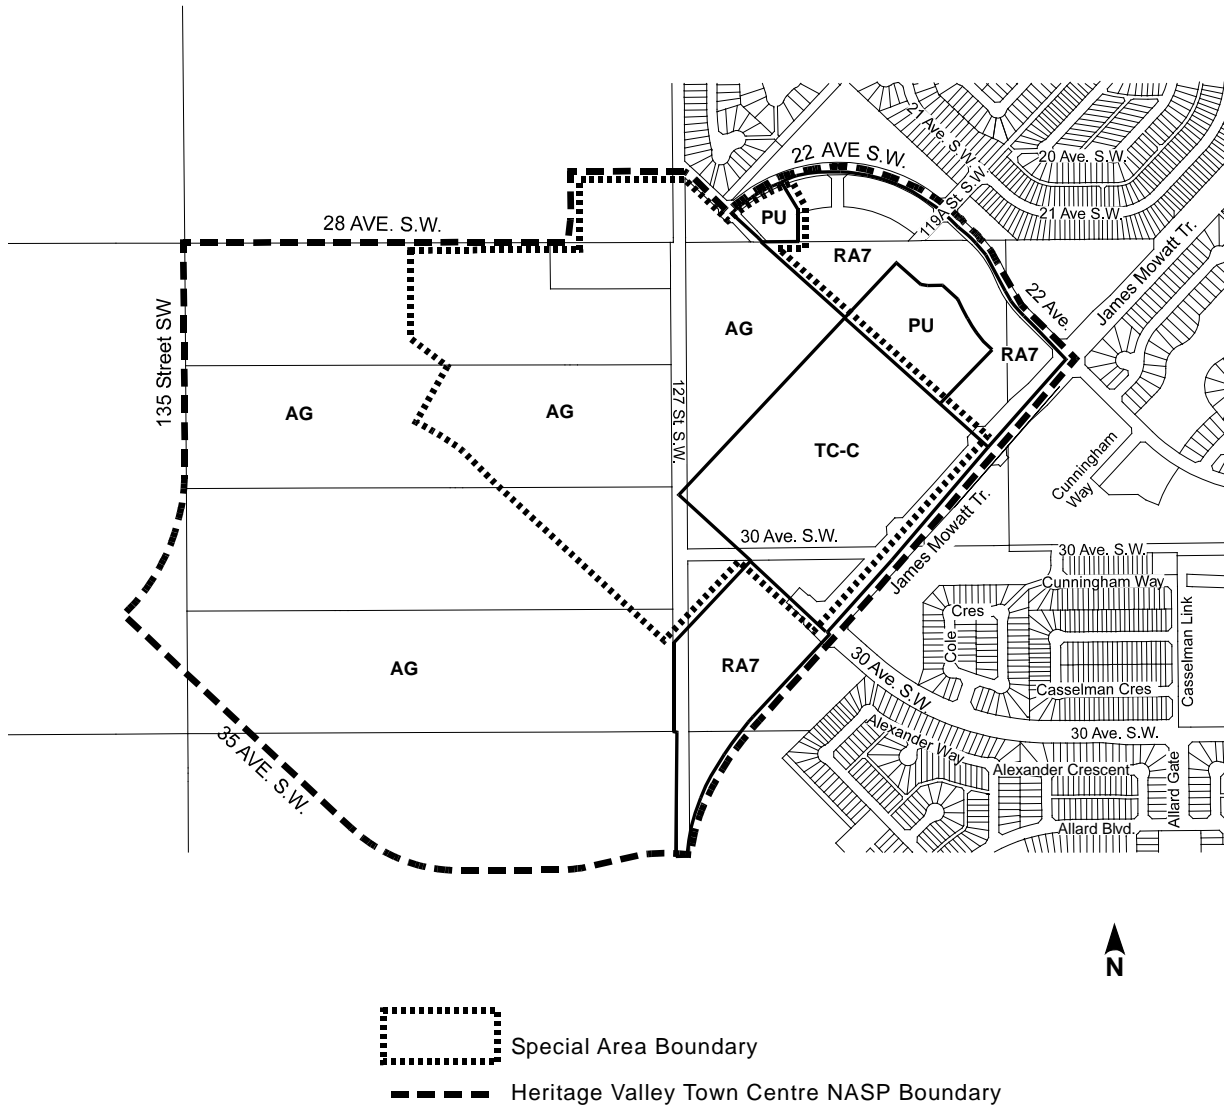 21 Ave. S.W.
22 AVE S.W.
20 Ave. S.W.
119A St S.W.
21 Ave S.W.
PU
28 AVE. S.W.
James Mowatt Tr.
RA7
22 Ave.
135 Street SW
AG
PU
RA7
127 St. S.W.
AG
AG
TC-C
Cunningham
Way
30 Ave. S.W.
James Mowatt Tr.
30 Ave. S.W.
Cunningham Way
Cres
Cole
Casselman Link
AG
RA7
30 Ave. S.W.
Casselman Cres
35 AVE. S.W.
Alexander Way
30 Ave. S.W.
Alexander Crescent
Allard Gate
Allard Blvd.
N
Special Area Boundary
Heritage Valley Town Centre NASP Boundary